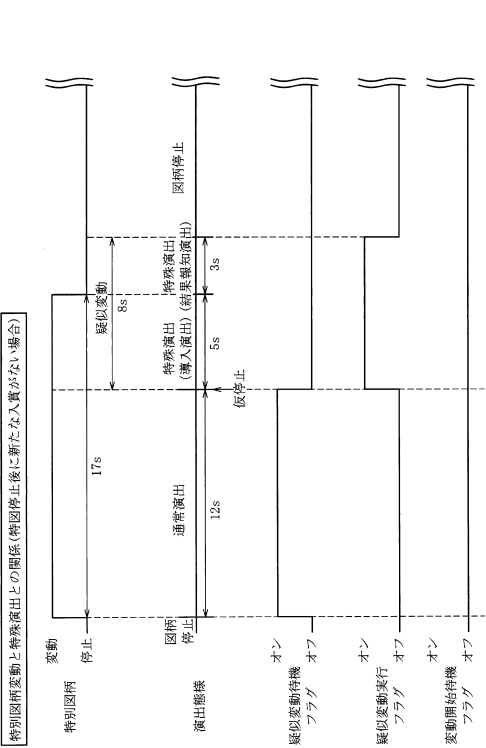 特別図柄変動と特殊演出との関係(特図停止後に新たな入賞がない場合)
特別図柄
変動
停止
17s
疑似変動
8s
演出態様
図柄
停止
通常演出
12s
特殊演出
(導入演出)
5s
特殊演出
(結果報知演出)
3s
図柄停止
仮停止
疑似変動待機
フラグ
オン
オフ
疑似変動実行
フラグ
オン
オフ
変動開始待機
フラグ
オン
オフ